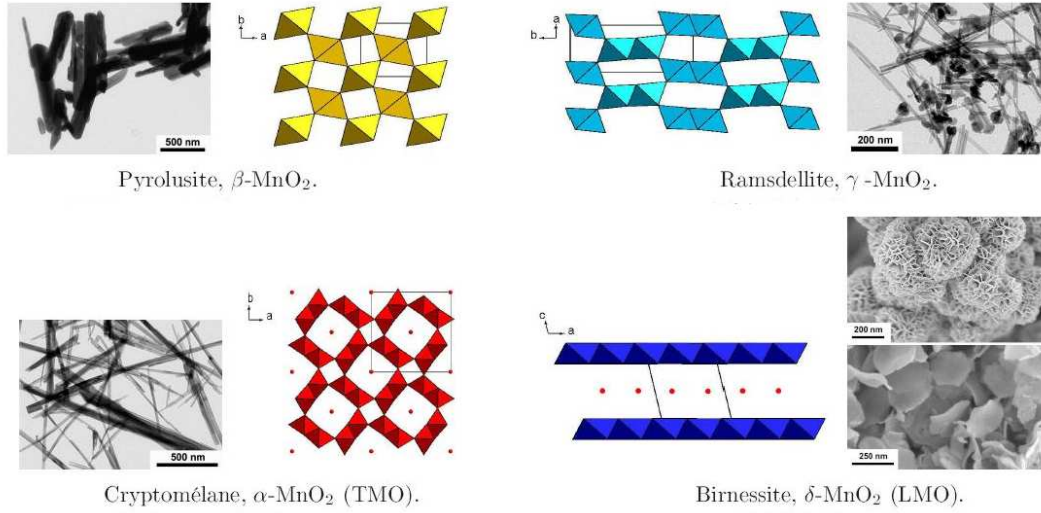 b
a
500 nm
Pyrolusite, β-MnO₂.
a
b
200 nm
Ramsdellite, γ -MnO₂.
b
a
500 nm
Cryptomélane, α-MnO₂ (TMO).
c
a
200 nm
250 nm
Birnessite, δ-MnO₂ (LMO).